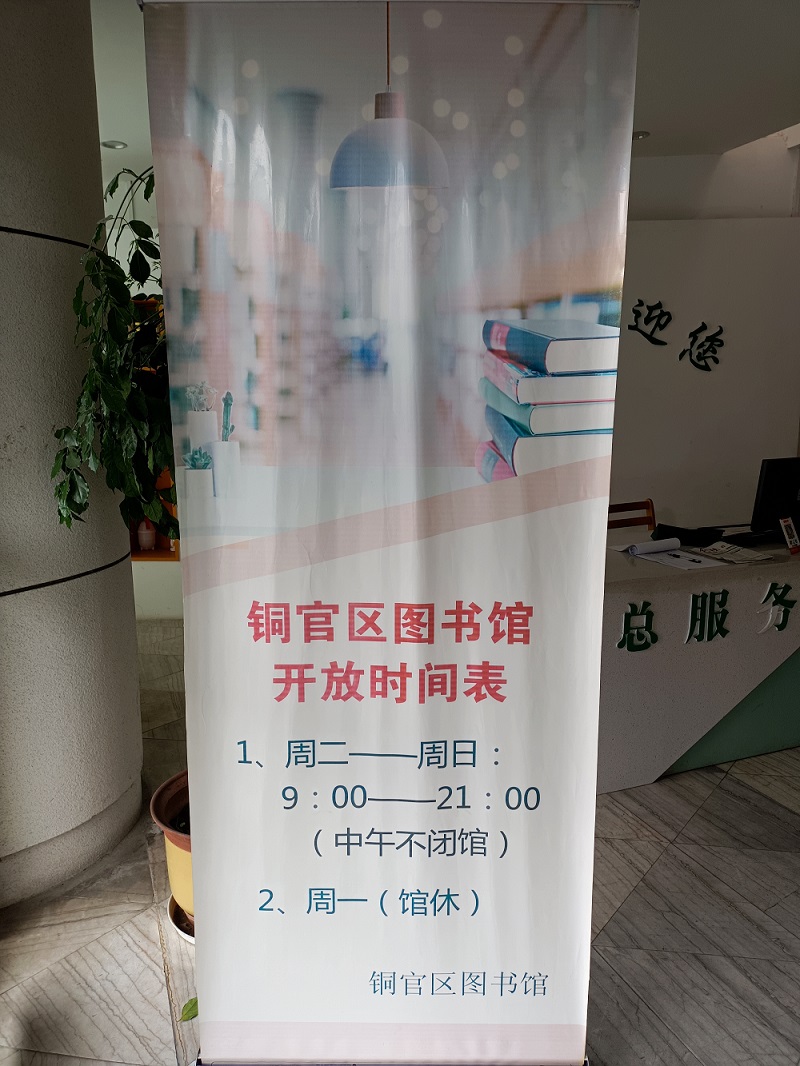 迎您
总服务
铜官区图书馆
开放时间表
1、周二——周日：
9：00——21：00
（中午不闭馆）
2、周一（馆休）
铜官区图书馆